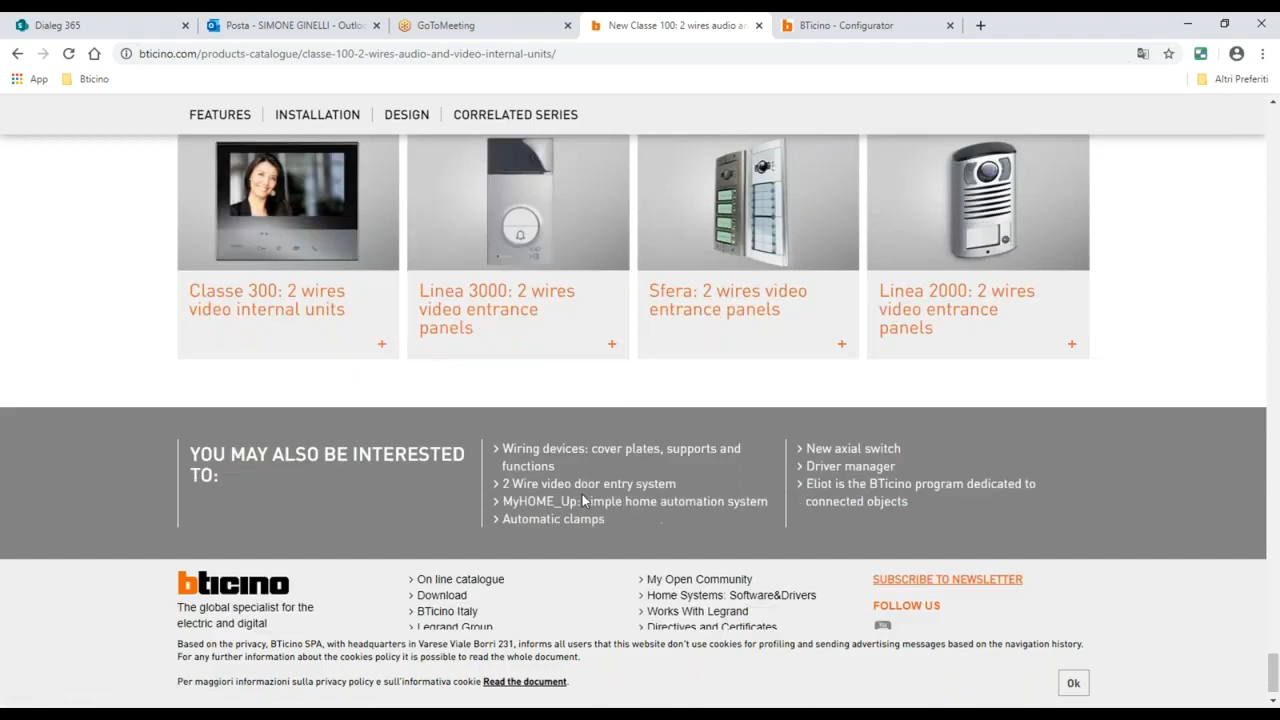 Dialeg 365
Posta - SIMONE GINELLI - Outloo
GoToMeeting
New Classe 100: 2 wires audio an
BTicino - Configurator
bticino.com/products-catalogue/classe-100-2-wires-audio-and-video-internal-units/
App
Bticino
Altri Preferiti
FEATURES
INSTALLATION
DESIGN
CORRELATED SERIES
Classe 300: 2 wires
video internal units
+
Linea 3000: 2 wires
video entrance
panels
+
Sfera: 2 wires video
entrance panels
+
Linea 2000: 2 wires
video entrance
panels
+
YOU MAY ALSO BE INTERESTED
TO:
> Wiring devices: cover plates, supports and
functions
> 2 Wire video door entry system
> MyHOME_Up: simple home automation system
> Automatic clamps
> New axial switch
> Driver manager
> Eliot is the BTicino program dedicated to
connected objects
bticino
The global specialist for the
electric and digital
> On line catalogue
> Download
> BTicino Italy
> Legrand Group
> My Open Community
> Home Systems: Software&Drivers
> Works With Legrand
> Directives and Certificates
SUBSCRIBE TO NEWSLETTER
FOLLOW US
Based on the privacy, BTicino SPA, with headquarters in Varese Viale Borri 231, informs all users that this website don't use cookies for profiling and sending advertising messages based on the navigation history.
For any further information about the cookies policy it is possible to read the whole document.
Per maggiori informazioni sulla privacy policy e sull'informativa cookie Read the document.
Ok